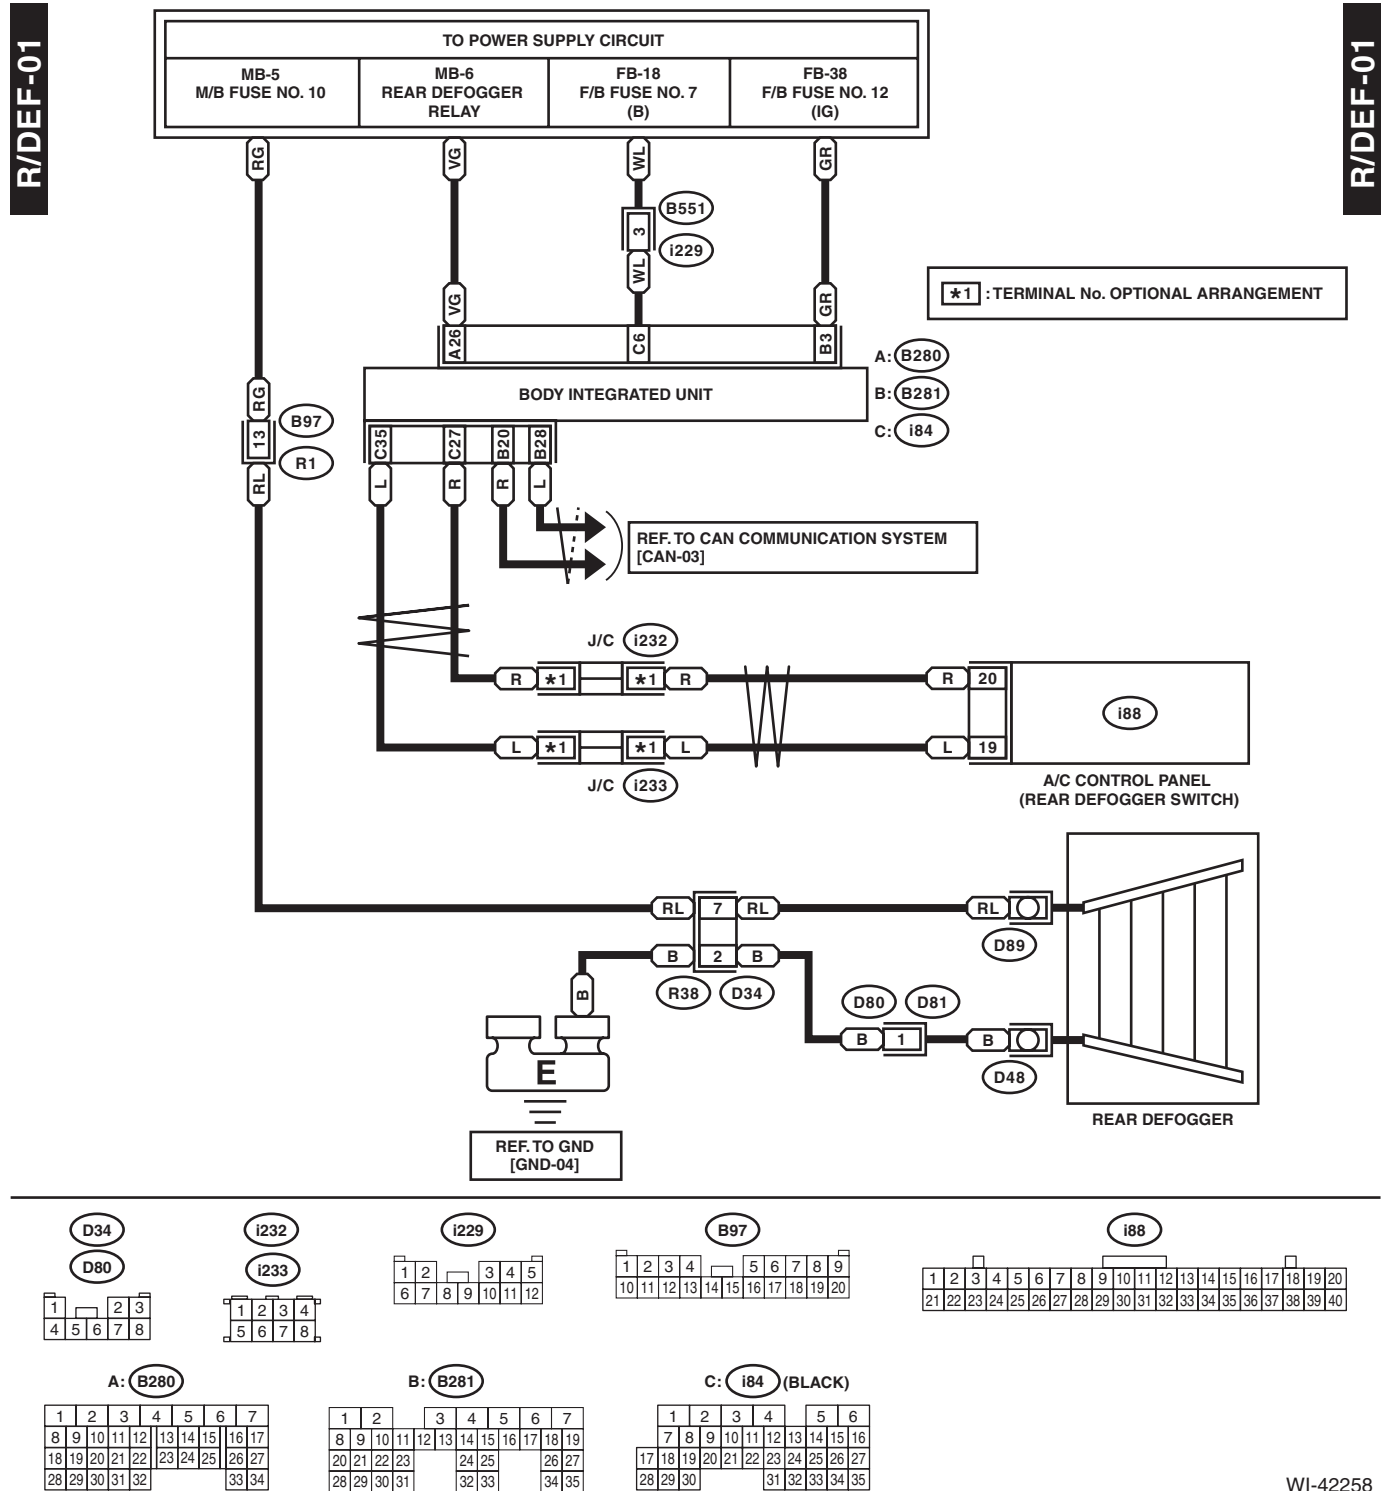 R/DEF-01
R/DEF-01
TO POWER SUPPLY CIRCUIT
MB-5
M/B FUSE NO. 10
MB-6
REAR DEFOGGER
RELAY
FB-18
F/B FUSE NO. 7
(B)
FB-38
F/B FUSE NO. 12
(IG)
RG VG WL GR
B551
3
i229
WL
VG GR
*1 : TERMINAL No. OPTIONAL ARRANGEMENT
A26 C6 B3
A: B280
BODY INTEGRATED UNIT
B: B281
C: i84
RG
B97
13
R1
RL
C35 C27 B20 B28
L R R L
REF. TO CAN COMMUNICATION SYSTEM
[CAN-03]
J/C i232
R *1 *1 R R 20
i88
L *1 *1 L L 19
J/C i233
A/C CONTROL PANEL
(REAR DEFOGGER SWITCH)
RL 7 RL RL
D89
B 2 B
R38 D34
B
D80 D81
B 1 B
D48
E
REAR DEFOGGER
REF. TO GND
[GND-04]
D34
D80
1 2 3
4 5 6 7 8
i232
i233
1 2 3 4
5 6 7 8
i229
1 2 3 4 5
6 7 8 9 10 11 12
B97
1 2 3 4 5 6 7 8 9
10 11 12 13 14 15 16 17 18 19 20
i88
1 2 3 4 5 6 7 8 9 10 11 12 13 14 15 16 17 18 19 20
21 22 23 24 25 26 27 28 29 30 31 32 33 34 35 36 37 38 39 40
A: B280
1 2 3 4 5 6 7
8 9 10 11 12 13 14 15 16 17
18 19 20 21 22 23 24 25 26 27
28 29 30 31 32 33 34
B: B281
1 2 3 4 5 6 7
8 9 10 11 12 13 14 15 16 17 18 19
20 21 22 23 24 25 26 27
28 29 30 31 32 33 34 35
C: i84 (BLACK)
1 2 3 4 5 6
7 8 9 10 11 12 13 14 15 16
17 18 19 20 21 22 23 24 25 26 27
28 29 30 31 32 33 34 35
WI-42258